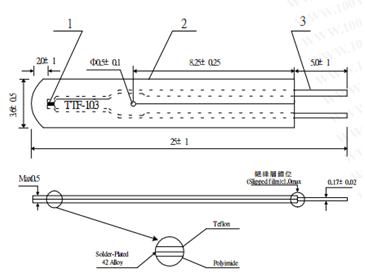 1
2
3
2.0± 1
Φ0.5± 0.1
8.25± 0.25
5.0± 1
3.6± 0.5
TTF-103
25± 1
Max0.5
絕緣層錯位
(Slipped film)≤1.0max
0.17± 0.02
Teflon
Solder-Plated
42 Alloy
Polyimide